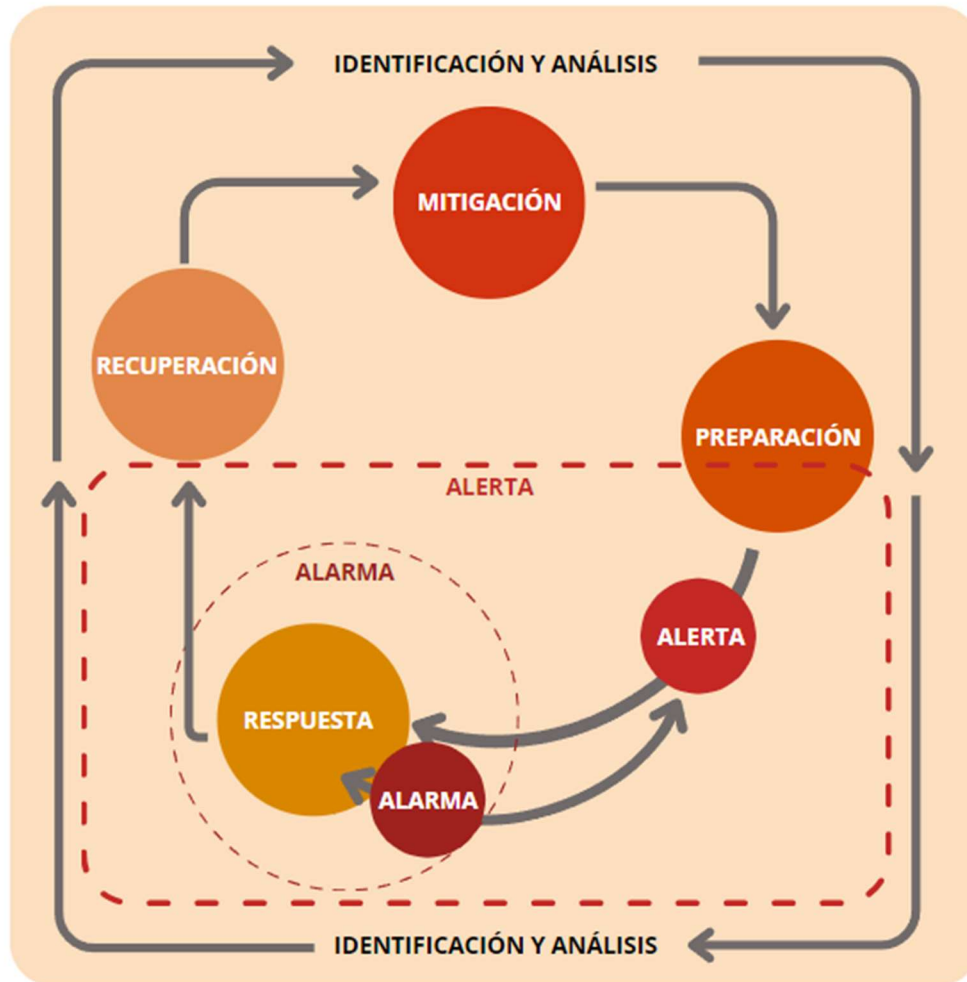 IDENTIFICACIÓN Y ANÁLISIS
MITIGACIÓN
RECUPERACIÓN
PREPARACIÓN
ALERTA
ALARMA
ALERTA
RESPUESTA
ALARMA
IDENTIFICACIÓN Y ANÁLISIS